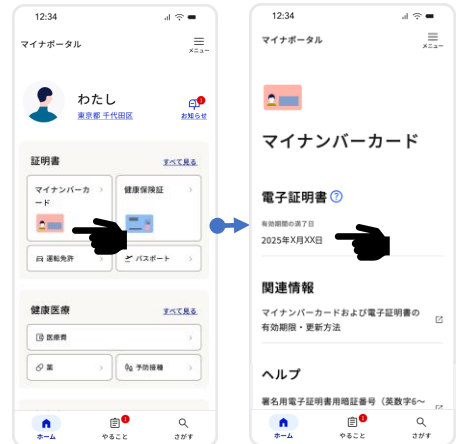 12:34
マイナポータル
メニュー
わたし
東京都 千代田区
1
お知らせ
証明書
すべて見る
マイナンバーカ
ード
健康保険証
運転免許
パスポート
健康医療
すべて見る
医療費
薬
予防接種
ホーム
1
やること
さがす
12:34
マイナポータル
メニュー
マイナンバーカード
電子証明書
有効期間の満了日
2025年X月XX日
関連情報
マイナンバーカードおよび電子証明書の
有効期限・更新方法
ヘルプ
署名用電子証明書用暗証番号（英数字6〜
ホーム
1
やること
さがす